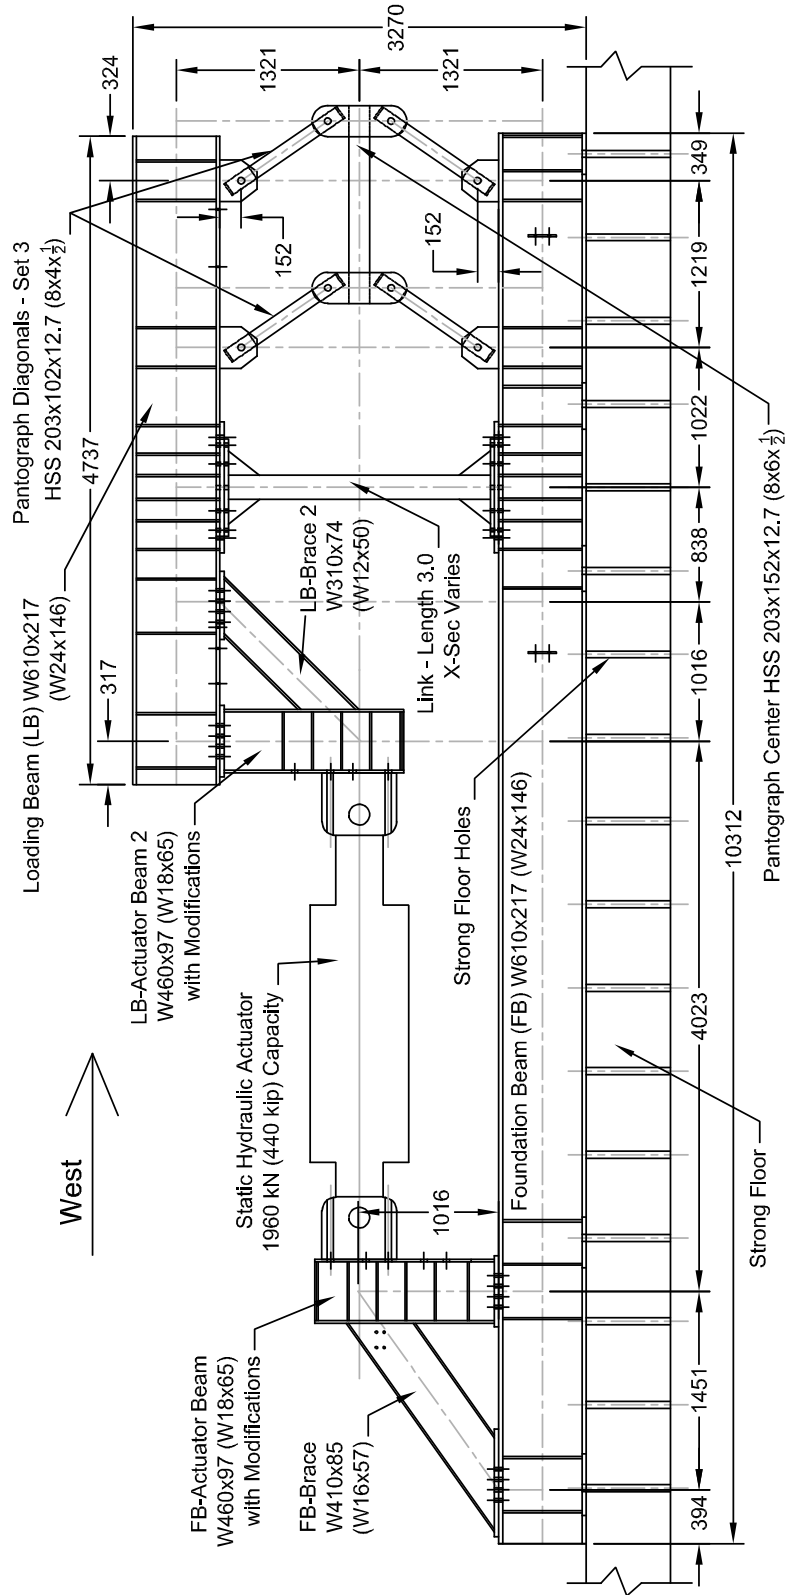 West
Loading Beam (LB) W610x217
(W24x146)
Pantograph Diagonals - Set 3
HSS 203x102x12.7 (8x4x1/2)
4737
317
324
3270
1321
1321
152
152
LB-Actuator Beam 2
W460x97 (W18x65)
with Modifications
LB-Brace 2
W310x74
(W12x50)
Link - Length 3.0
X-Sec Varies
Static Hydraulic Actuator
1960 kN (440 kip) Capacity
FB-Actuator Beam
W460x97 (W18x65)
with Modifications
FB-Brace
W410x85
(W16x57)
1016
Strong Floor Holes
Foundation Beam (FB) W610x217 (W24x146)
394
1451
4023
1016
838
1022
1219
349
10312
Strong Floor
Pantograph Center HSS 203x152x12.7 (8x6x1/2)